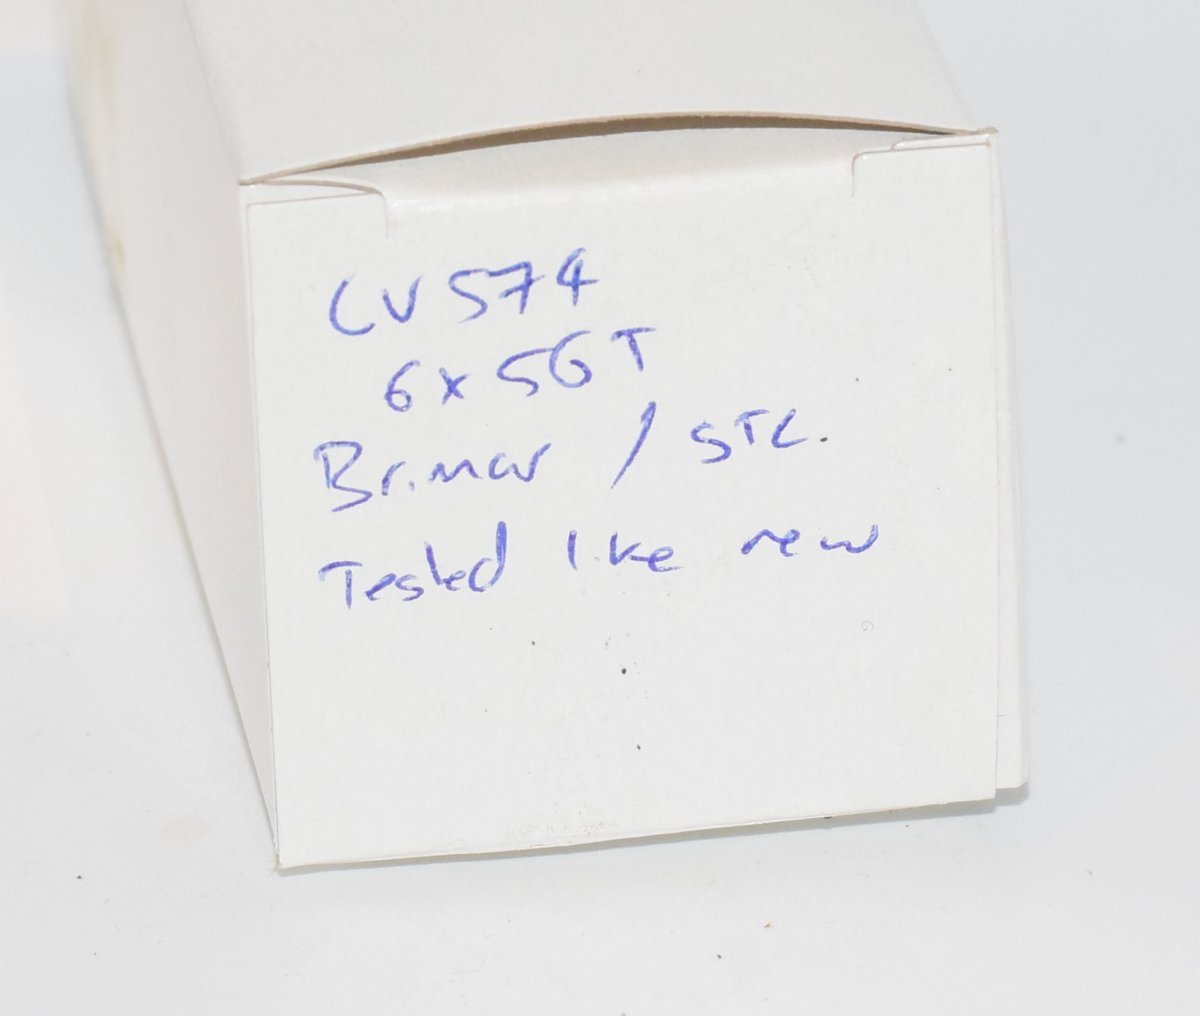 CV574
6X5GT
Brimar / STC.
Tested like new